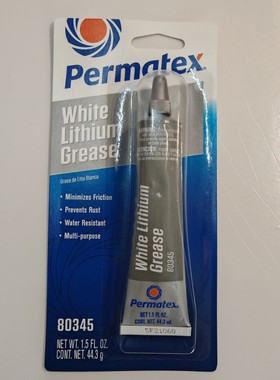 Permatex®
White
Lithium
Grease
Grasa de Litio Blanca
• Minimizes Friction
• Prevents Rust
• Water Resistant
• Multi-purpose
80345
NET WT. 1.5 FL. OZ.
CONT. NET. 44.3 g
White Lithium
Grease
80345
Permatex
NET WT 1.5 FL OZ.
CONT. NET. 44.3 g